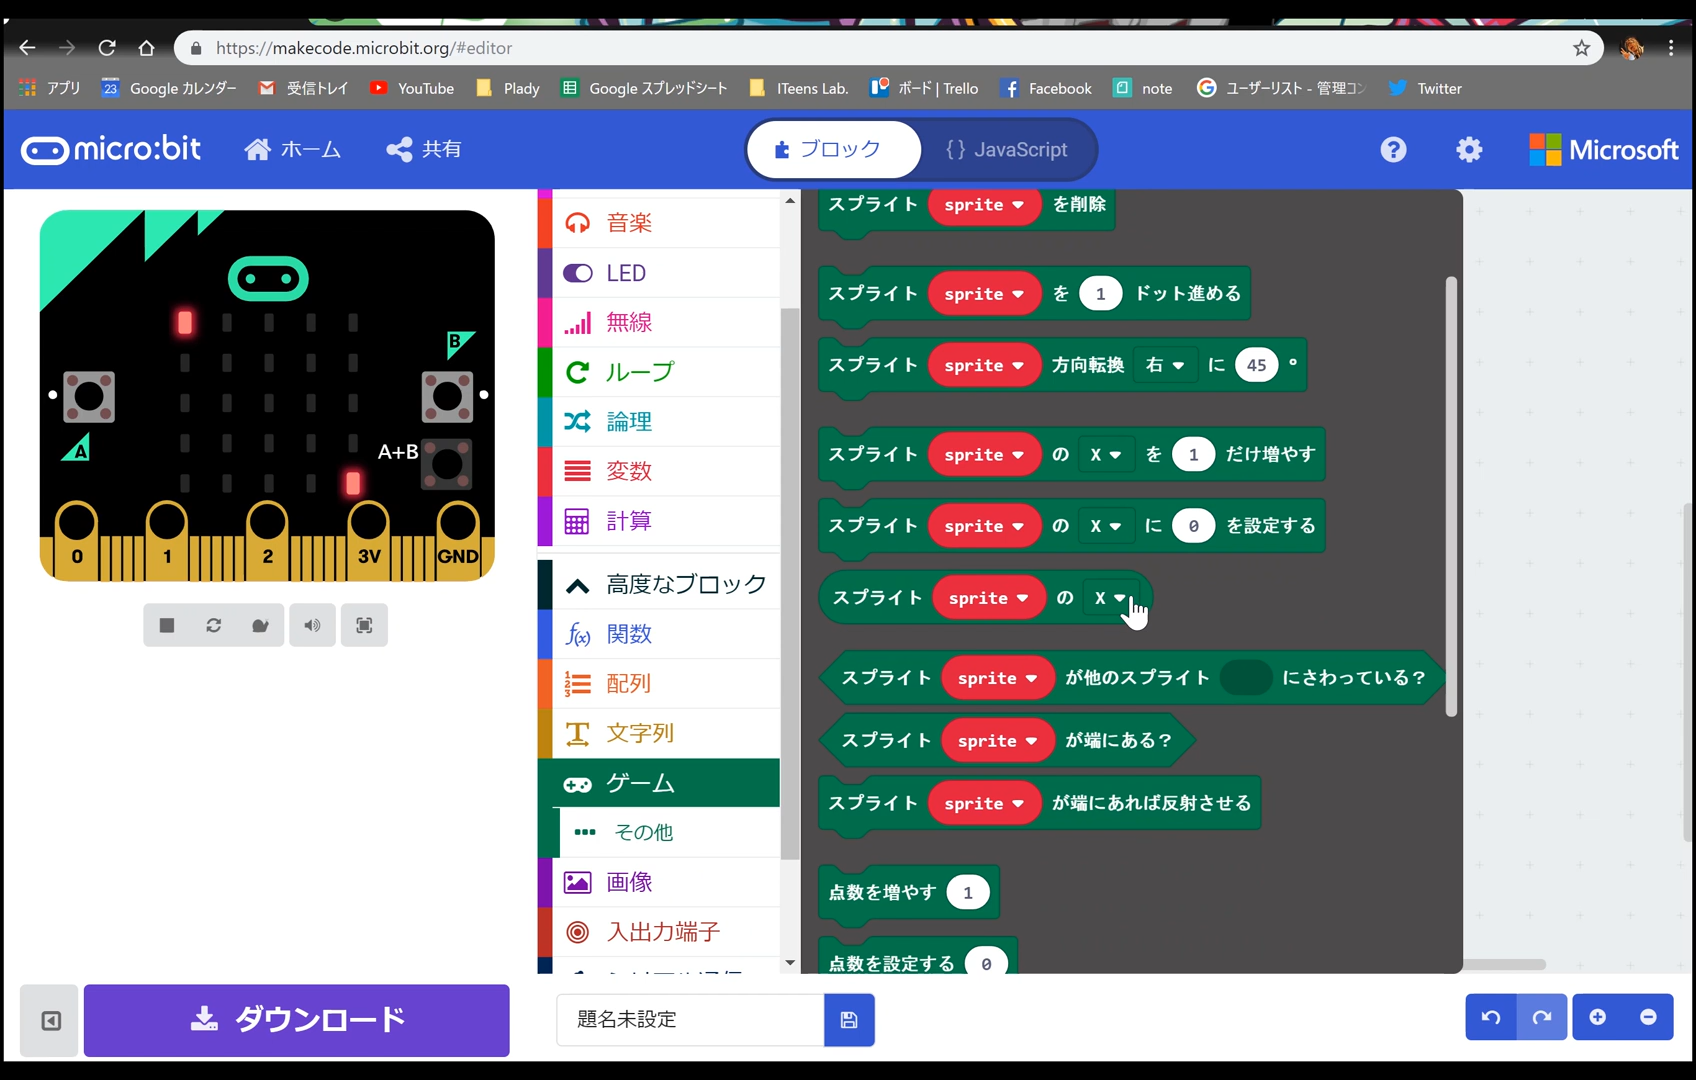 https://makecode.microbit.org/#editor
アプリ 23 Google カレンダー 受信トレイ YouTube Plady Google スプレッドシート ITeens Lab. ボード | Trello Facebook note ユーザーリスト - 管理コン Twitter
micro:bit ホーム 共有 ブロック {} JavaScript ? Microsoft
B
A
A+B
0 1 2 3V GND
音楽
LED
無線
ループ
論理
変数
計算
高度なブロック
f(x) 関数
配列
文字列
ゲーム
その他
画像
入出力端子
スプライト sprite を削除
スプライト sprite を 1 ドット進める
スプライト sprite 方向転換 右 に 45 °
スプライト sprite の X を 1 だけ増やす
スプライト sprite の X に 0 を設定する
スプライト sprite の X
スプライト sprite が他のスプライト にさわっている？
スプライト sprite が端にある？
スプライト sprite が端にあれば反射させる
点数を増やす 1
点数を設定する 0
ダウンロード
題名未設定